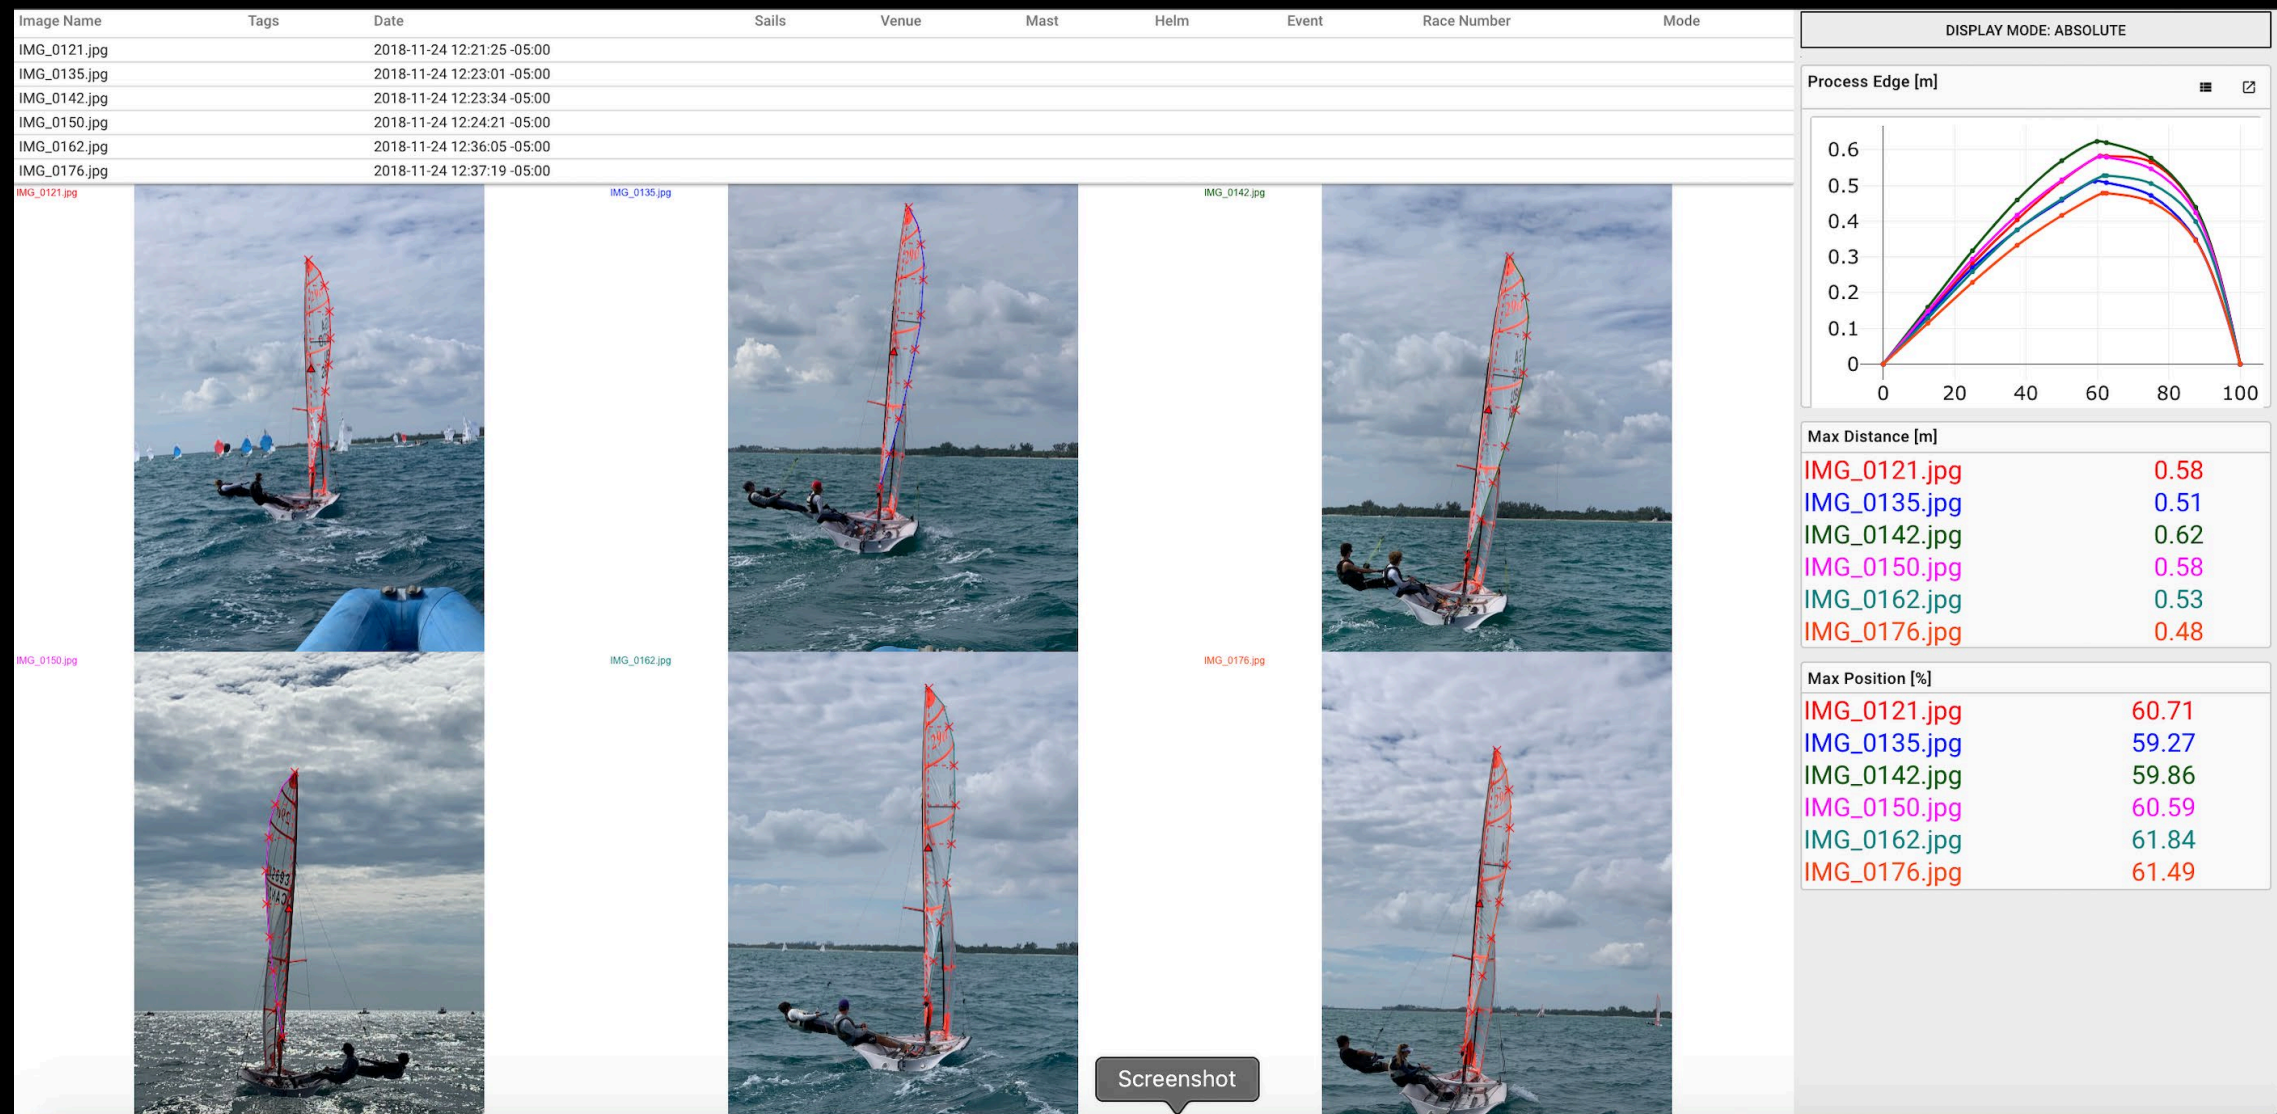 Image Name Tags Date Sails Venue Mast Helm Event Race Number Mode
IMG_0121.jpg 2018-11-24 12:21:25 -05:00
IMG_0135.jpg 2018-11-24 12:23:01 -05:00
IMG_0142.jpg 2018-11-24 12:23:34 -05:00
IMG_0150.jpg 2018-11-24 12:24:21 -05:00
IMG_0162.jpg 2018-11-24 12:36:05 -05:00
IMG_0176.jpg 2018-11-24 12:37:19 -05:00
IMG_0121.jpg IMG_0135.jpg IMG_0142.jpg
IMG_0150.jpg IMG_0162.jpg IMG_0176.jpg
Screenshot
DISPLAY MODE: ABSOLUTE
Process Edge [m]
0.6
0.5
0.4
0.3
0.2
0.1
0
0 20 40 60 80 100
Max Distance [m]
IMG_0121.jpg 0.58
IMG_0135.jpg 0.51
IMG_0142.jpg 0.62
IMG_0150.jpg 0.58
IMG_0162.jpg 0.53
IMG_0176.jpg 0.48
Max Position [%]
IMG_0121.jpg 60.71
IMG_0135.jpg 59.27
IMG_0142.jpg 59.86
IMG_0150.jpg 60.59
IMG_0162.jpg 61.84
IMG_0176.jpg 61.49